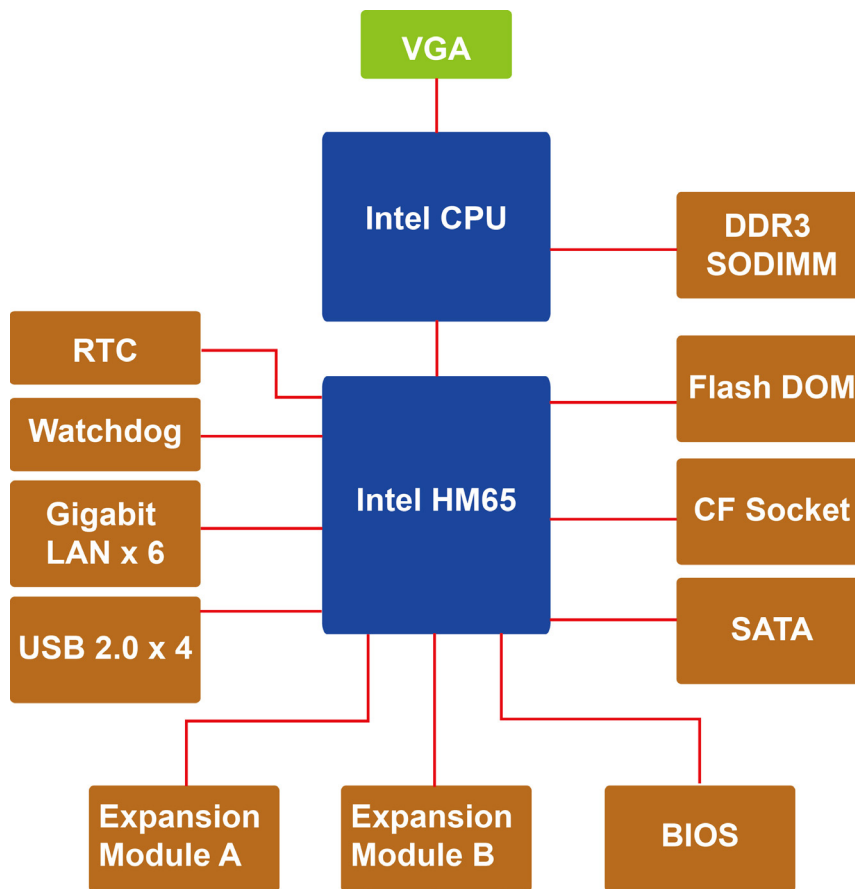 VGA
Intel CPU
DDR3
SODIMM
RTC
Flash DOM
Watchdog
Intel HM65
CF Socket
Gigabit
LAN x 6
USB 2.0 x 4
SATA
Expansion
Module A
Expansion
Module B
BIOS